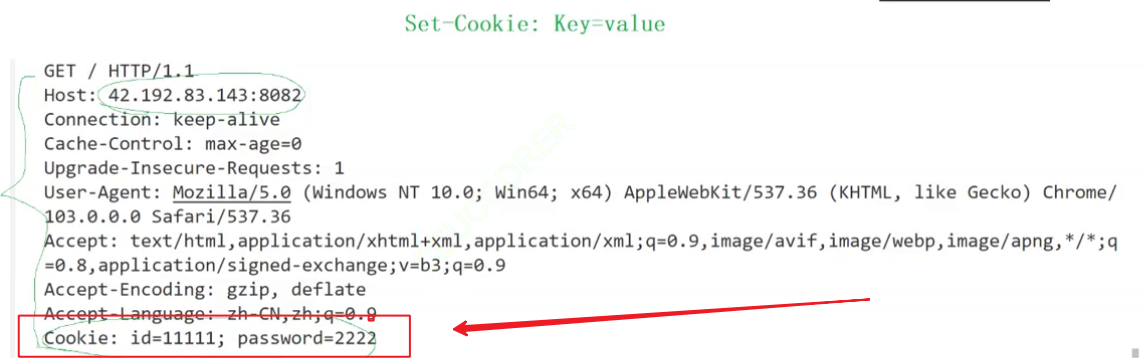 Set-Cookie: Key=value
GET / HTTP/1.1
Host: 42.192.83.143:8082
Connection: keep-alive
Cache-Control: max-age=0
Upgrade-Insecure-Requests: 1
User-Agent: Mozilla/5.0 (Windows NT 10.0; Win64; x64) AppleWebKit/537.36 (KHTML, like Gecko) Chrome/
103.0.0.0 Safari/537.36
Accept: text/html,application/xhtml+xml,application/xml;q=0.9,image/avif,image/webp,image/apng,*/*;q
=0.8,application/signed-exchange;v=b3;q=0.9
Accept-Encoding: gzip, deflate
Accept-Language: zh-CN,zh;q=0.9
Cookie: id=11111; password=2222